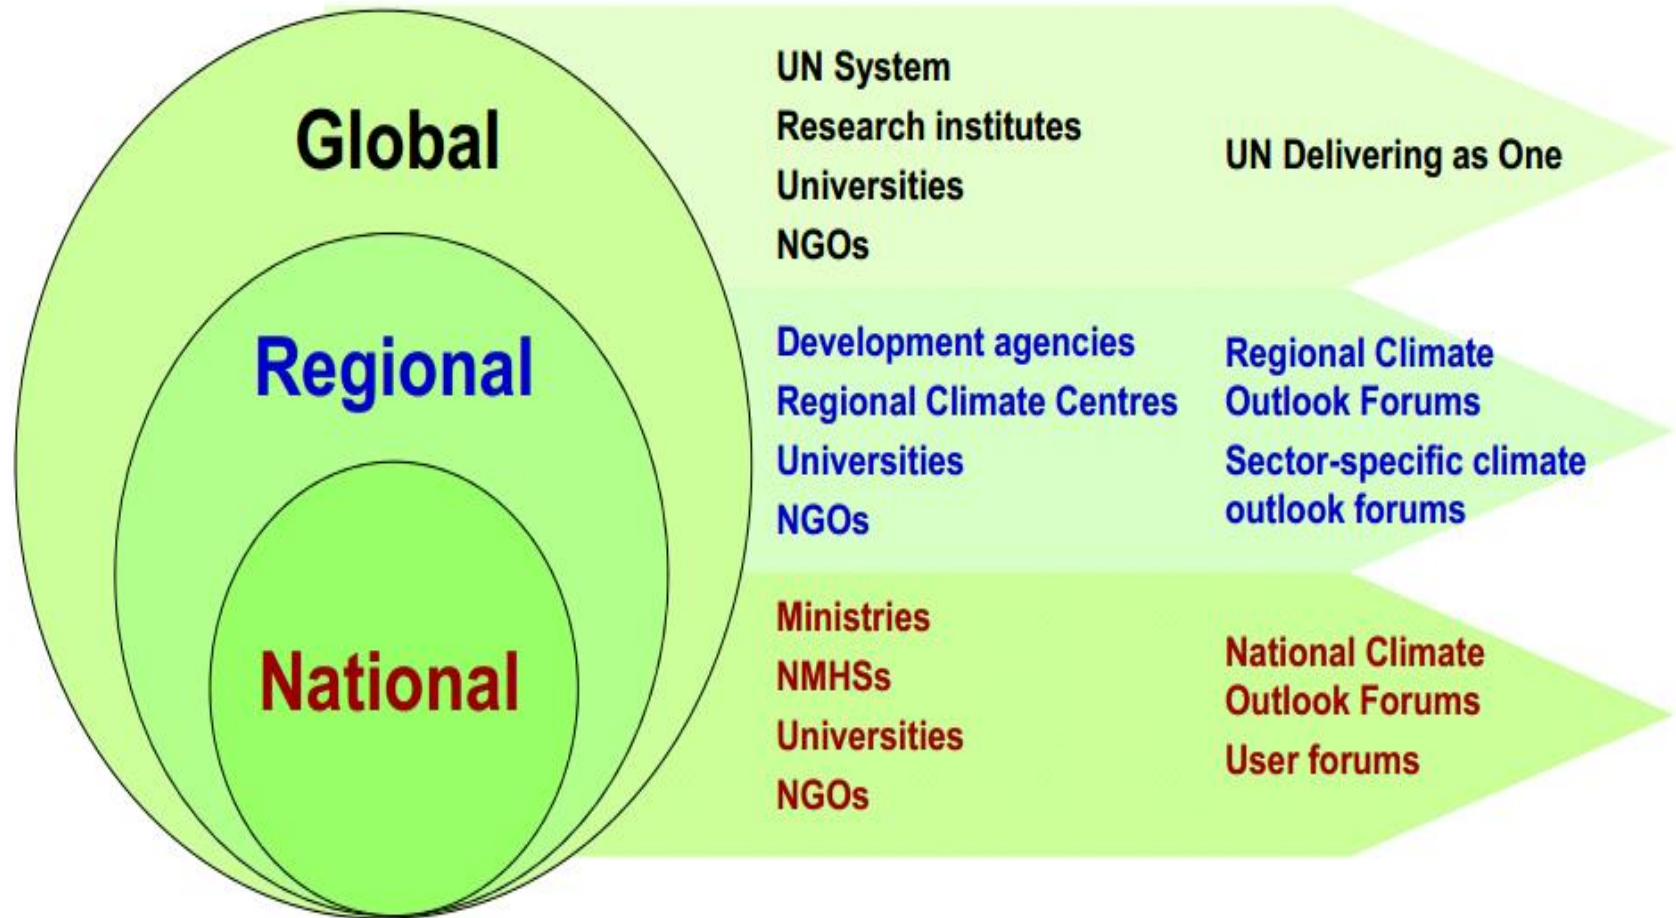 Global
UN System
Research institutes
Universities
NGOs
UN Delivering as One
Regional
Development agencies
Regional Climate Centres
Universities
NGOs
Regional Climate
Outlook Forums
Sector-specific climate
outlook forums
National
Ministries
NMHSs
Universities
NGOs
National Climate
Outlook Forums
User forums